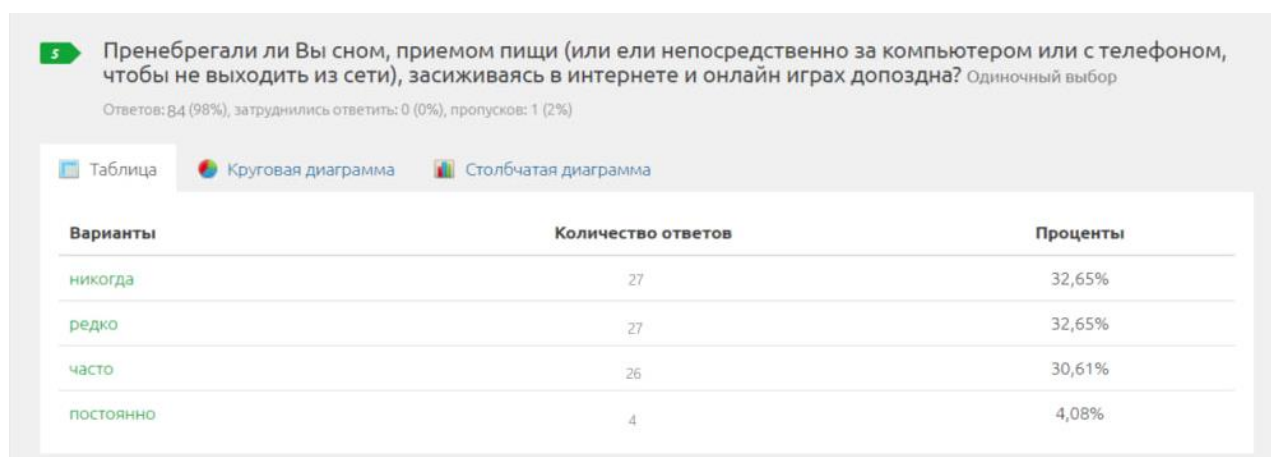 5
Пренебрегали ли Вы сном, приемом пищи (или ели непосредственно за компьютером или с телефоном,
чтобы не выходить из сети), засиживаясь в интернете и онлайн играх допоздна? Одиночный выбор
Ответов: 84 (98%), затруднились ответить: 0 (0%), пропусков: 1 (2%)
Таблица Круговая диаграмма Столбчатая диаграмма
Варианты Количество ответов Проценты
никогда 27 32,65%
редко 27 32,65%
часто 26 30,61%
постоянно 4 4,08%